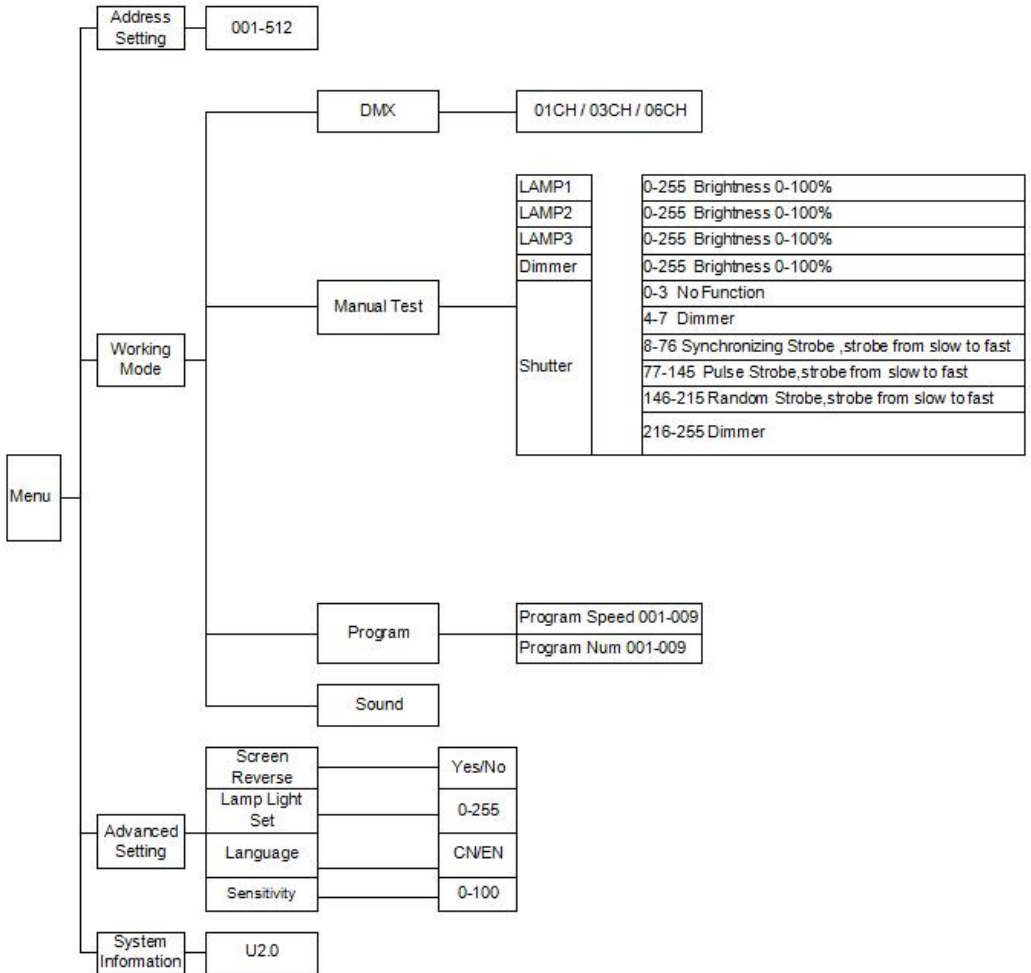 Address
Setting
001-512
DMX
01CH / 03CH / 06CH
LAMP1
0-255 Brightness 0-100%
LAMP2
0-255 Brightness 0-100%
LAMP3
0-255 Brightness 0-100%
Dimmer
0-255 Brightness 0-100%
Manual Test
Shutter
0-3 No Function
4-7 Dimmer
8-76 Synchronizing Strobe ,strobe from slow to fast
77-145 Pulse Strobe,strobe from slow to fast
146-215 Random Strobe,strobe from slow to fast
216-255 Dimmer
Working
Mode
Menu
Program
Program Speed 001-009
Program Num 001-009
Sound
Advanced
Setting
Screen
Reverse
Yes/No
Lamp Light
Set
0-255
Language
CN/EN
Sensitivity
0-100
System
Information
U2.0